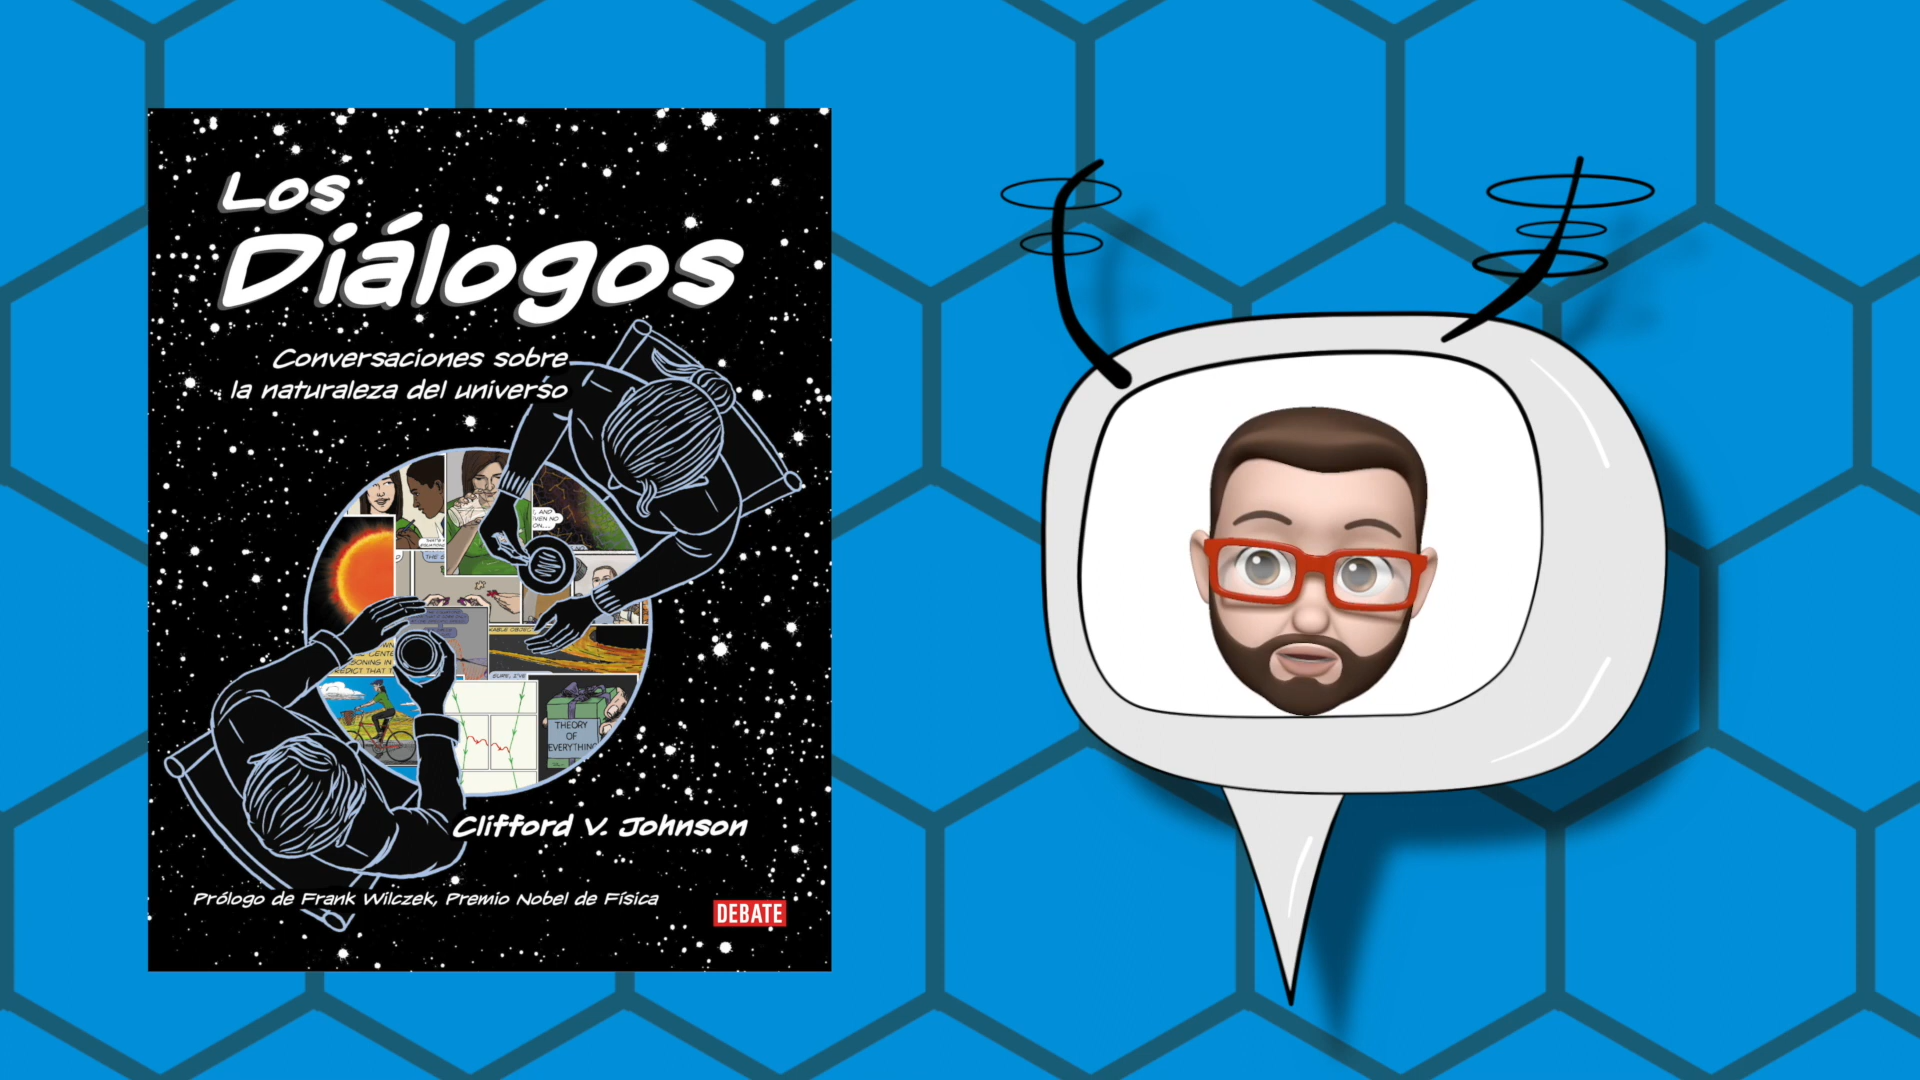 Los
Diálogos
Conversaciones sobre
la naturaleza del universo
THEORY
OF
EVERYTHING
Clifford V. Johnson
Prólogo de Frank Wilczek, Premio Nobel de Física
DEBATE